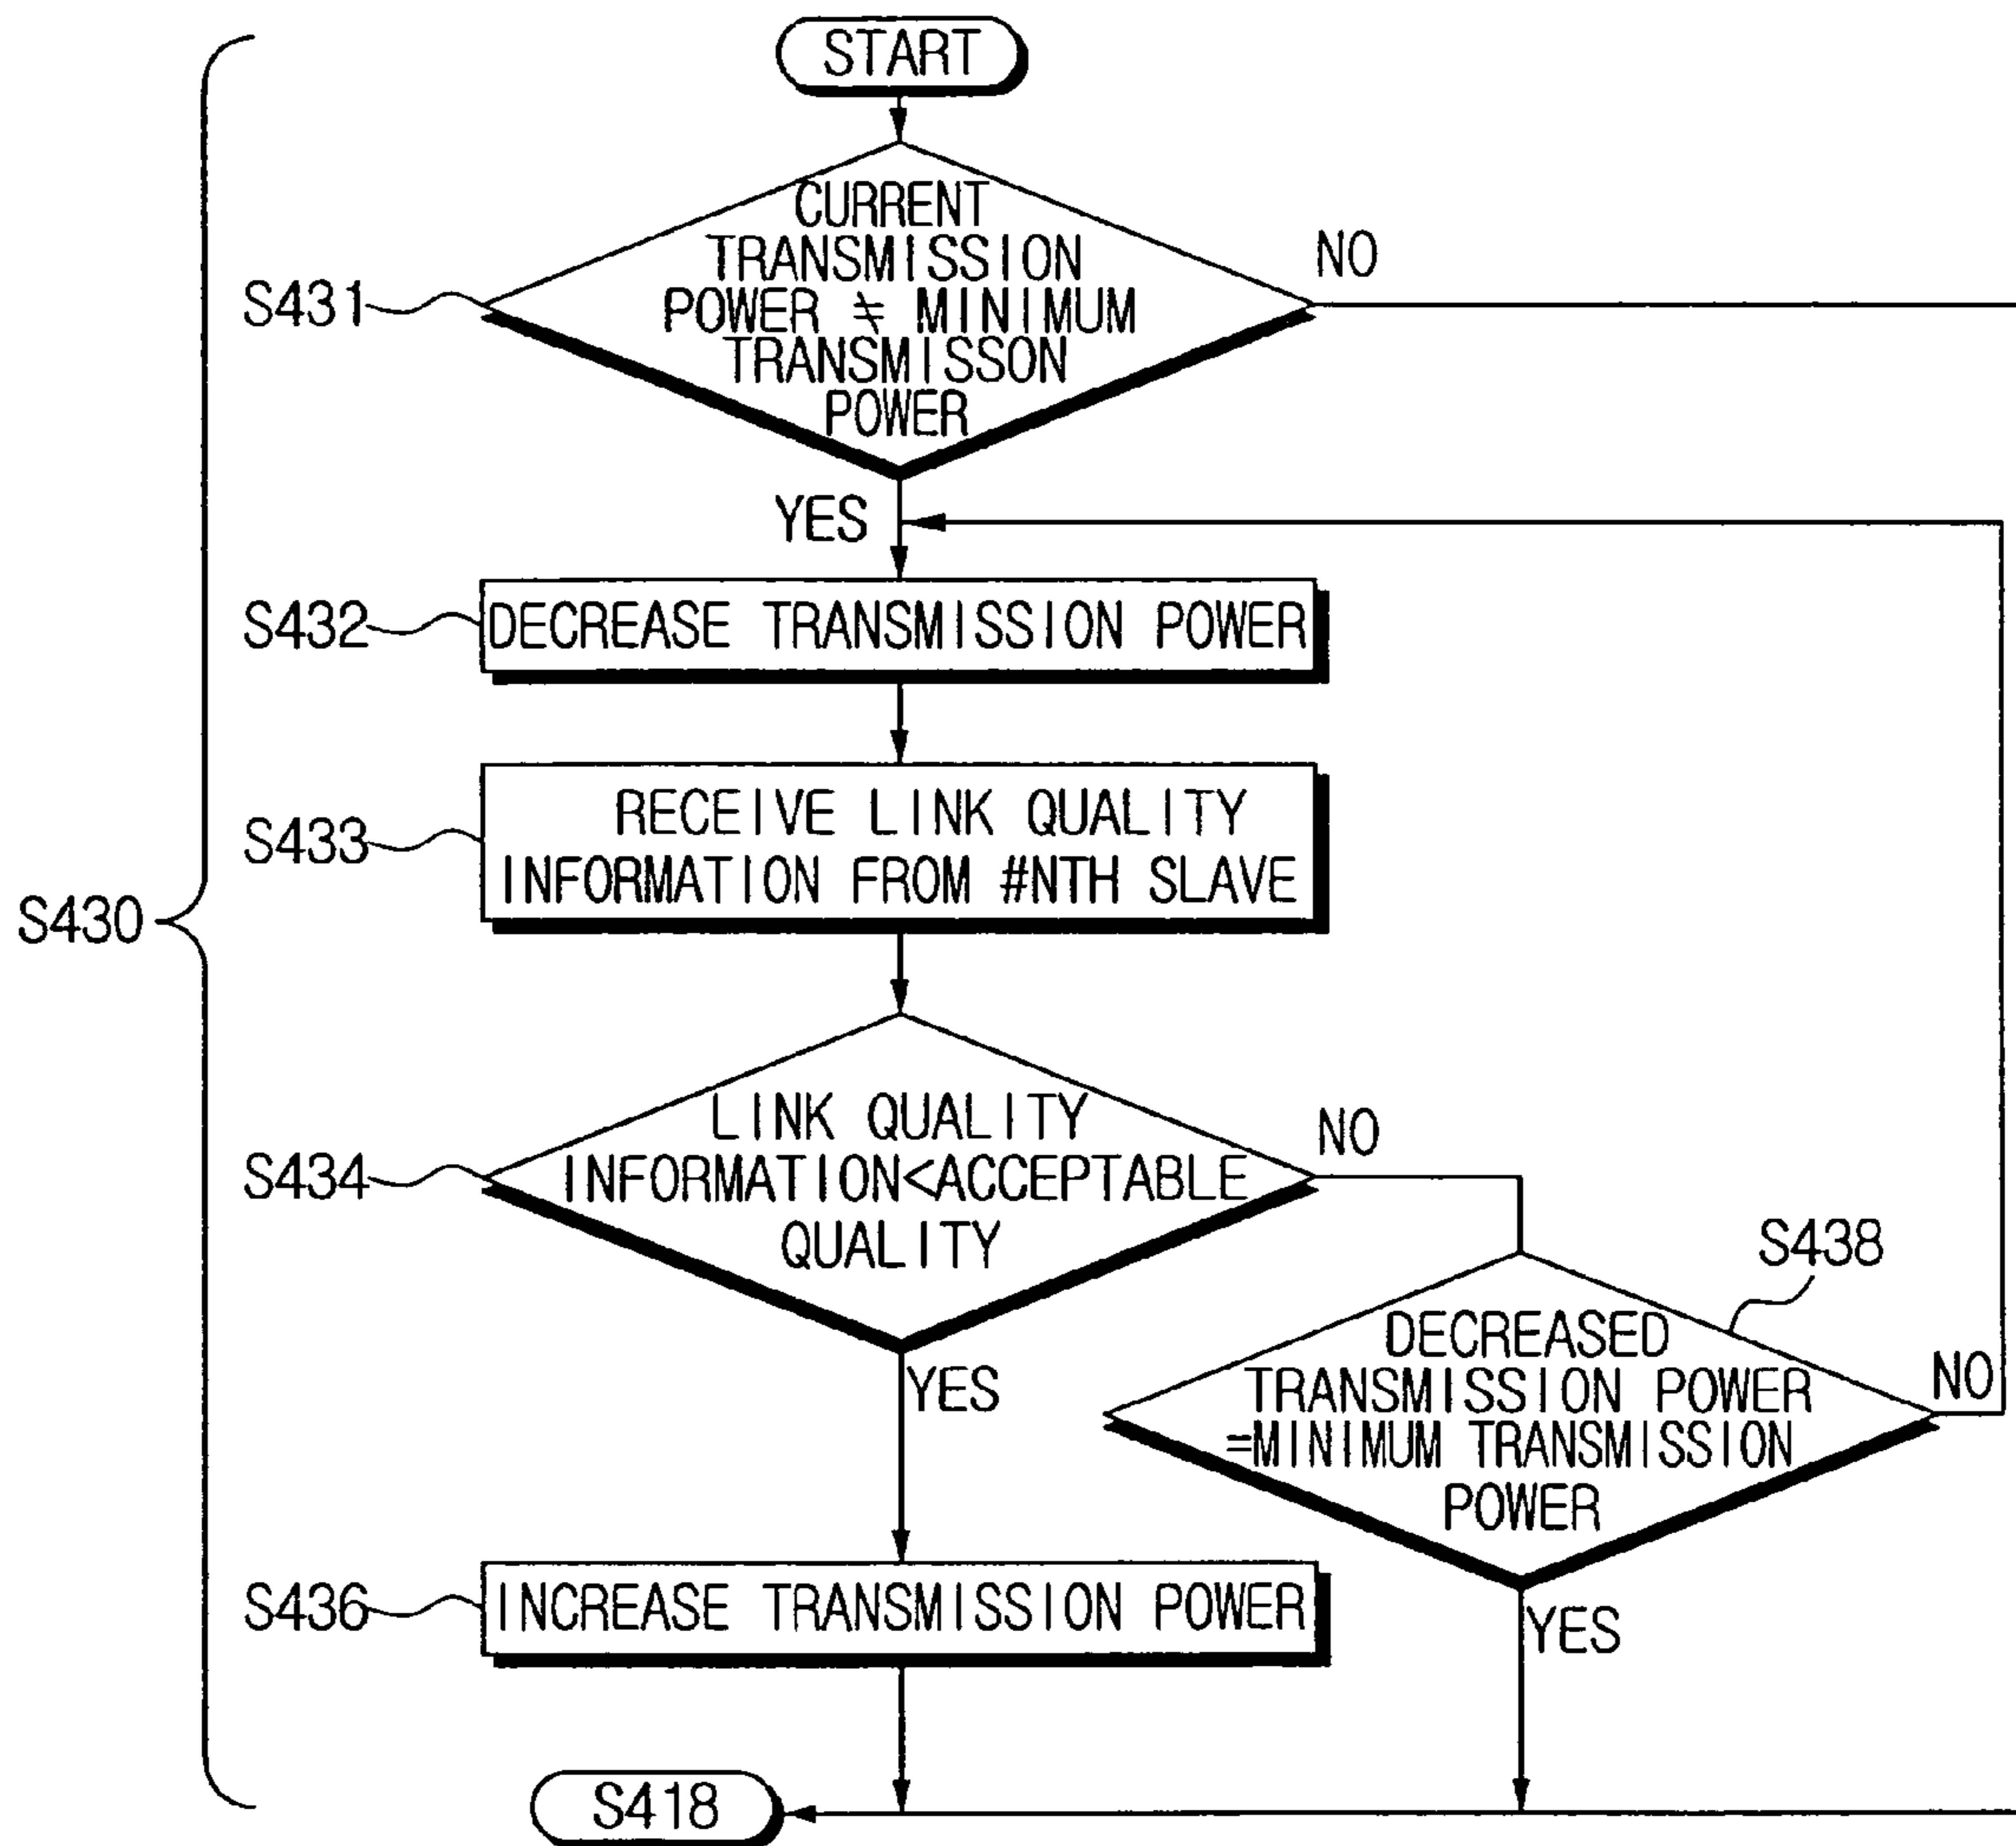 START
CURRENT
TRANSMISSION
POWER ≠ MINIMUM
TRANSMISSON
POWER
NO
S431
YES
S432
DECREASE TRANSMISSION POWER
S433
RECEIVE LINK QUALITY
INFORMATION FROM #NTH SLAVE
S430
S434
LINK QUALITY
INFORMATION<ACCEPTABLE
QUALITY
NO
YES
S438
DECREASED
TRANSMISSION POWER
=MINIMUM TRANSMISSION
POWER
NO
YES
S436
INCREASE TRANSMISSION POWER
S418